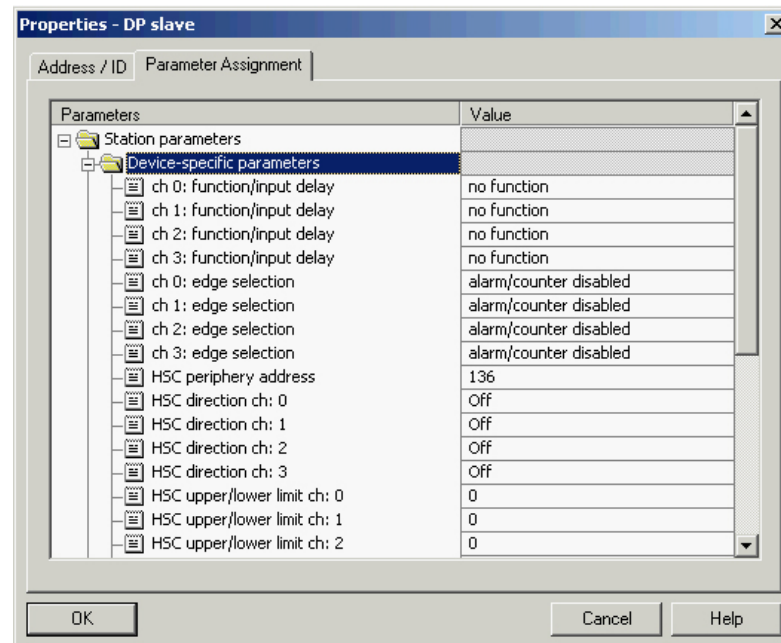 Properties - DP slave
Address / ID Parameter Assignment
Parameters Value
Station parameters
Device-specific parameters
ch 0: function/input delay no function
ch 1: function/input delay no function
ch 2: function/input delay no function
ch 3: function/input delay no function
ch 0: edge selection alarm/counter disabled
ch 1: edge selection alarm/counter disabled
ch 2: edge selection alarm/counter disabled
ch 3: edge selection alarm/counter disabled
HSC periphery address 136
HSC direction ch: 0 Off
HSC direction ch: 1 Off
HSC direction ch: 2 Off
HSC direction ch: 3 Off
HSC upper/lower limit ch: 0 0
HSC upper/lower limit ch: 1 0
HSC upper/lower limit ch: 2 0
OK Cancel Help